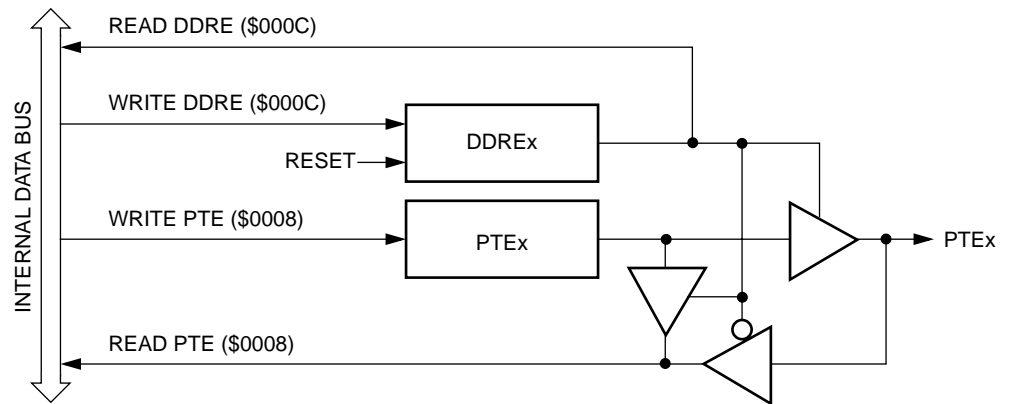 READ DDRE ($000C)
WRITE DDRE ($000C)
DDREx
RESET
WRITE PTE ($0008)
PTEx
PTEx
READ PTE ($0008)
INTERNAL DATA BUS